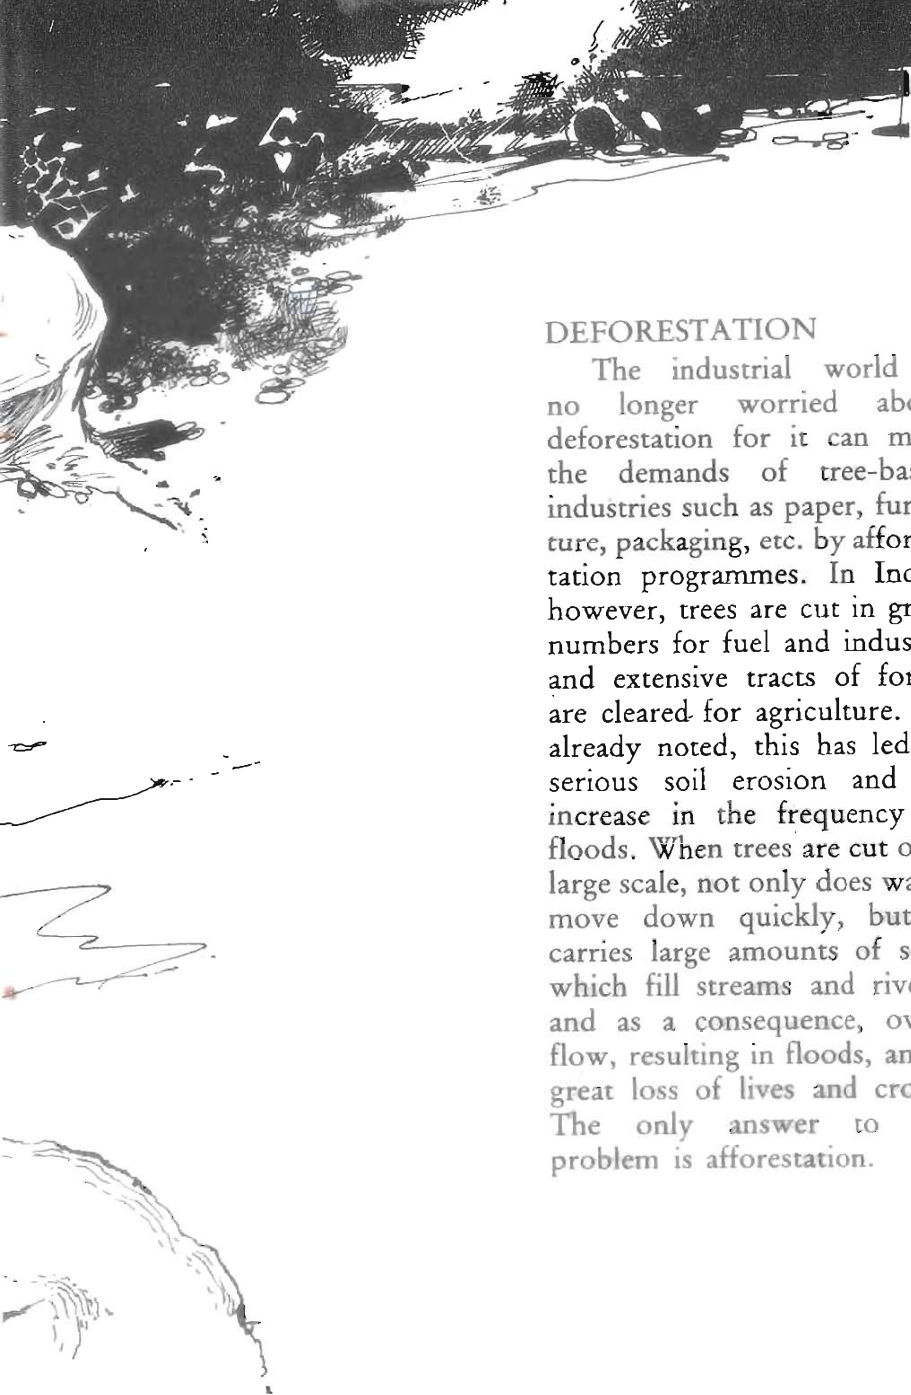 DEFORESTATION
The industrial world
no longer worried abo
deforestation for it can m
the demands of tree-bas
industries such as paper, fur
ture, packaging, etc. by affor
tation programmes. In Ind
however, trees are cut in gr
numbers for fuel and indus
and extensive tracts of for
are cleared for agriculture.
already noted, this has led
serious soil erosion and
increase in the frequency
floods. When trees are cut o
large scale, not only does wa
move down quickly, but
carries large amounts of s
which fill streams and rive
and as a consequence, ov
flow, resulting in floods, an
great loss of lives and cro
The only answer to
problem is afforestation.